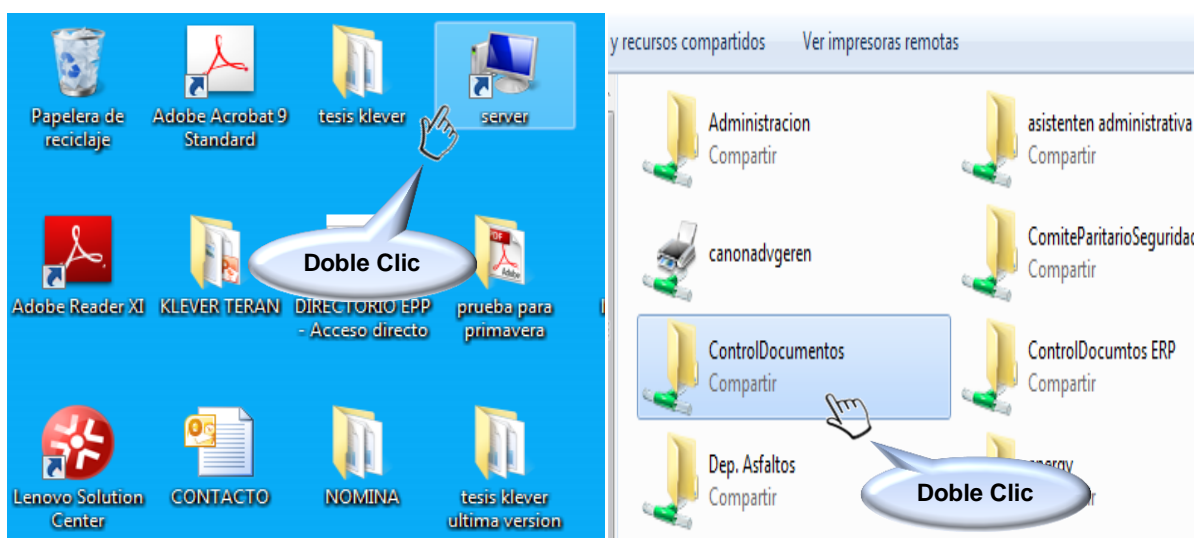 Papelera de
reciclaje
Adobe Acrobat 9
Standard
tesis klever
server
Adobe Reader XI
KLEVER TERAN
DIRECTORIO EPP
- Acceso directo
prueba para
primavera
Doble Clic
Lenovo Solution
Center
CONTACTO
NOMINA
tesis klever
ultima version
y recursos compartidos
Ver impresoras remotas
Administracion
Compartir
asistenten administrativa
Compartir
canonadvgeren
ComiteParitarioSeguridad
Compartir
ControlDocumentos
Compartir
ControlDocumtos ERP
Compartir
Dep. Asfaltos
Compartir
Doble Clic